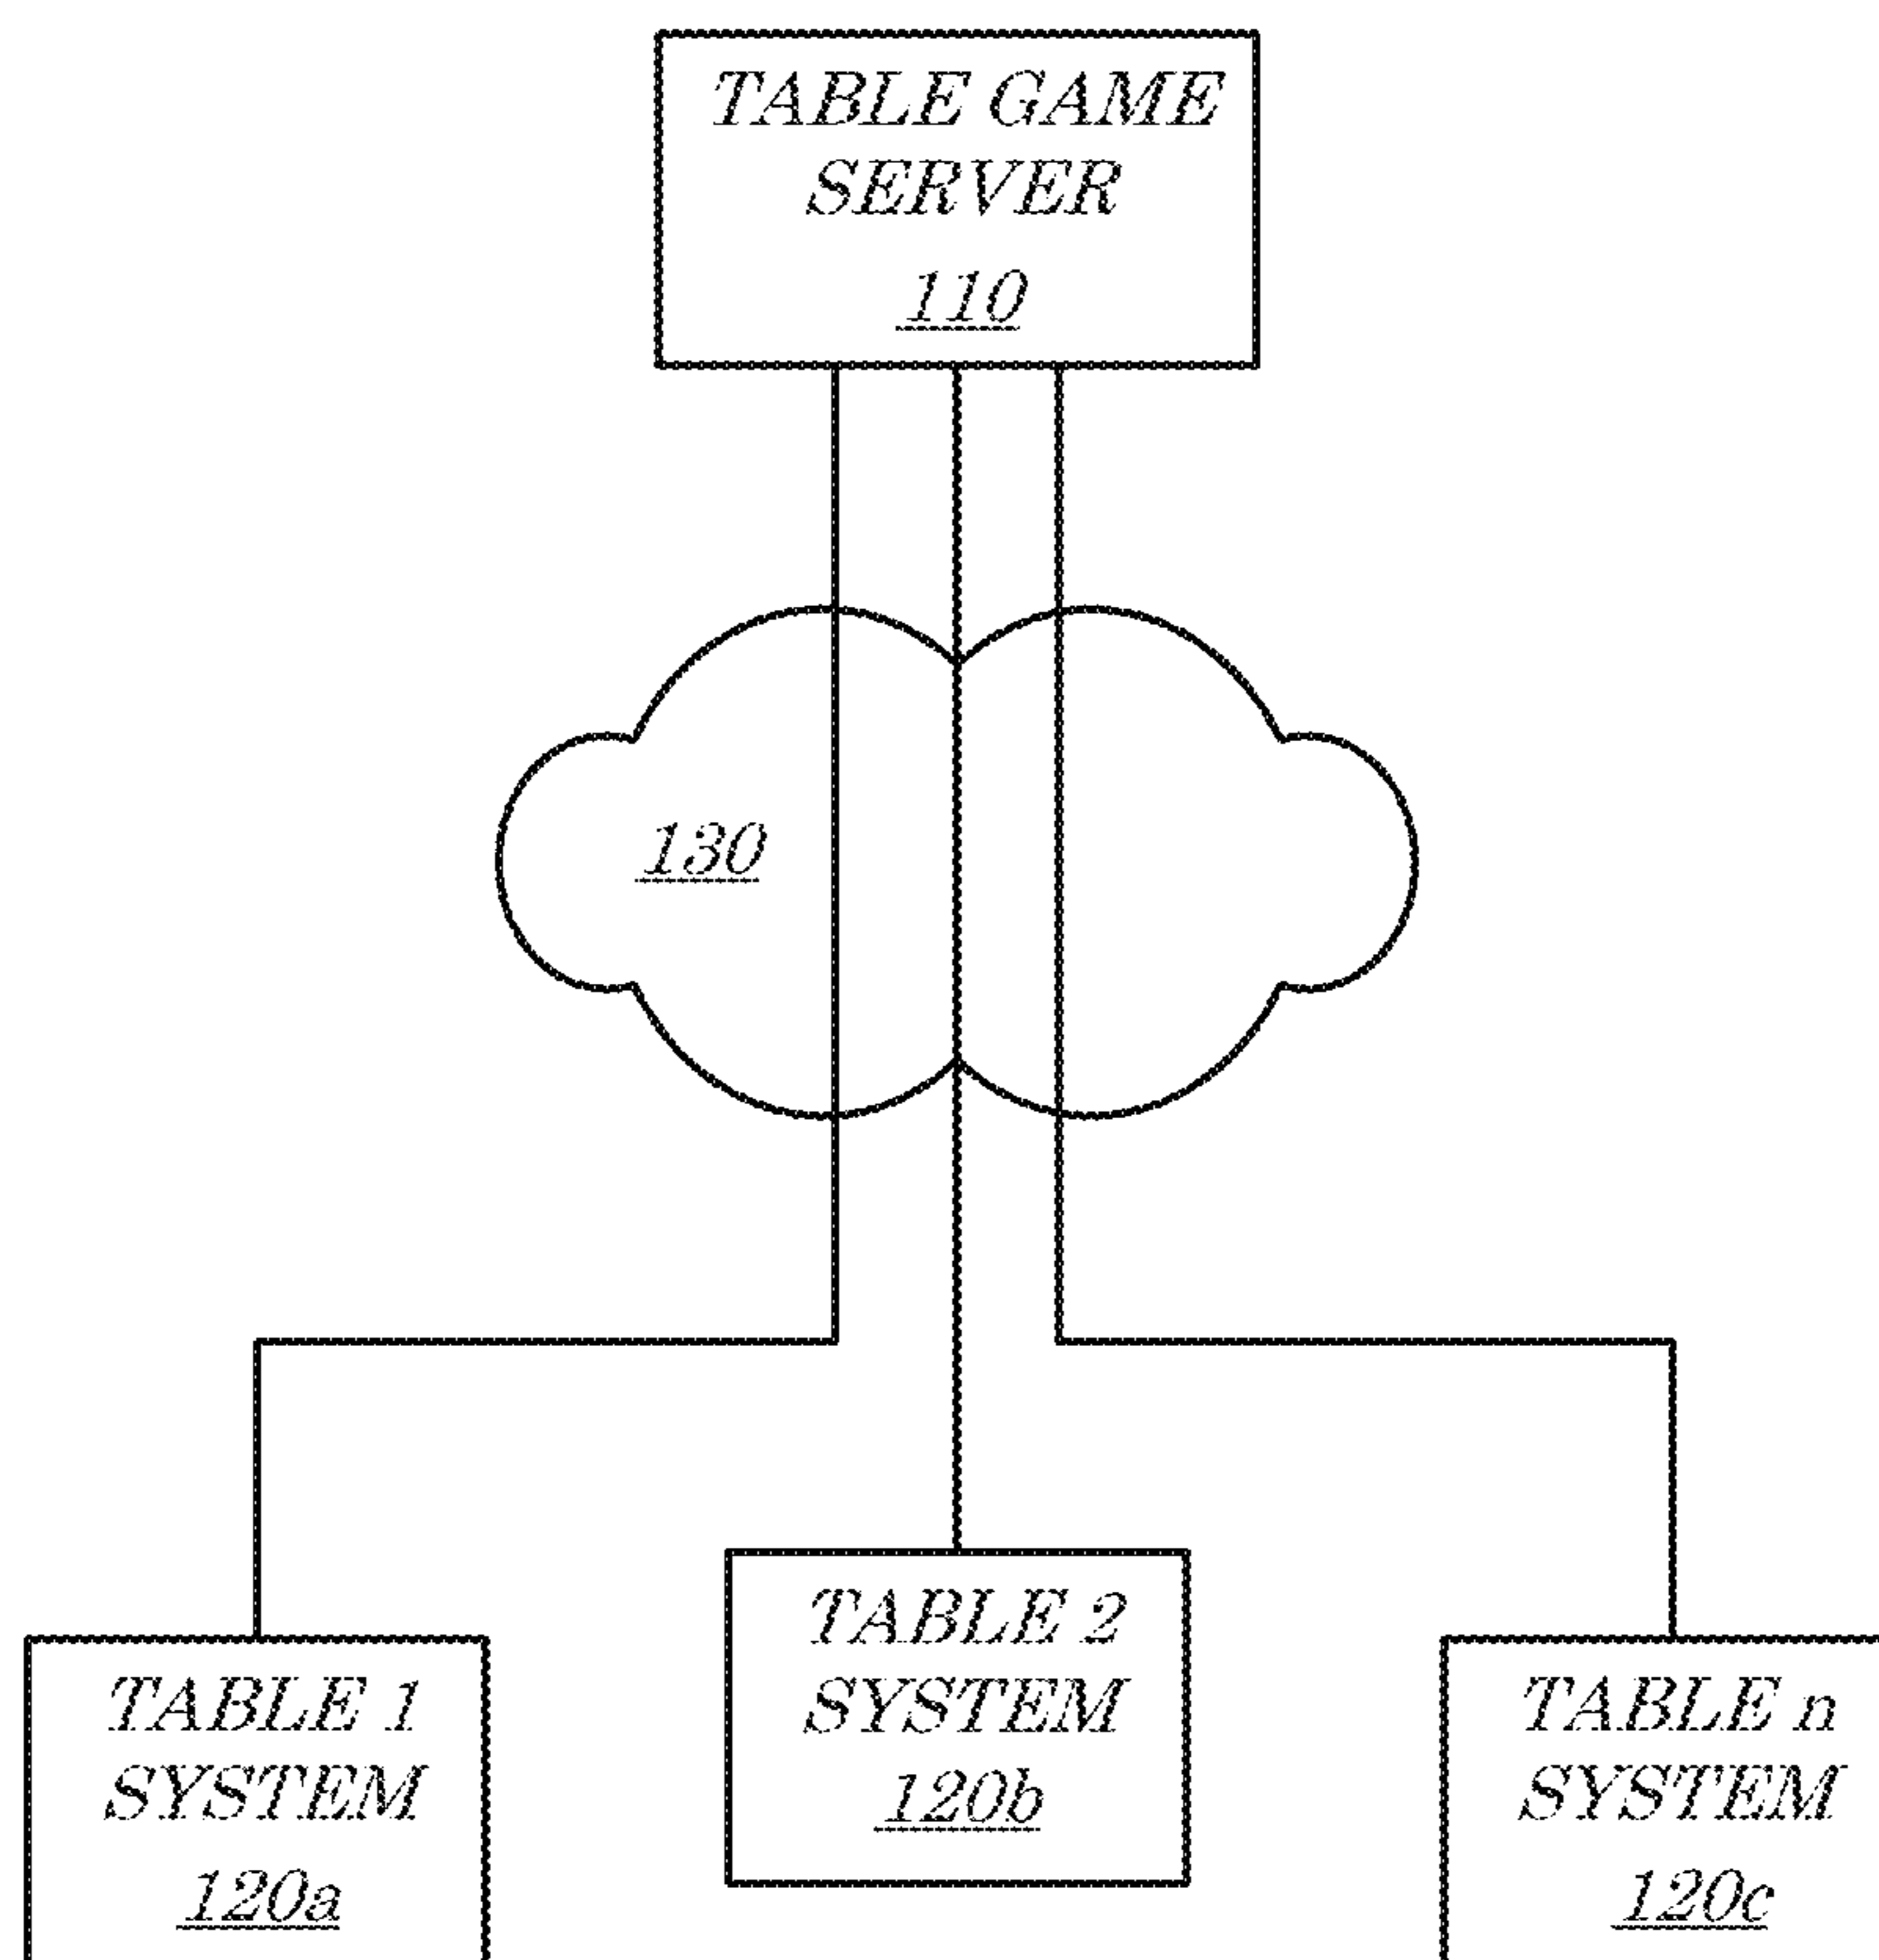 TABLE GAME
SERVER
110
130
TABLE 1
SYSTEM
120a
TABLE 2
SYSTEM
120b
TABLE n
SYSTEM
120c